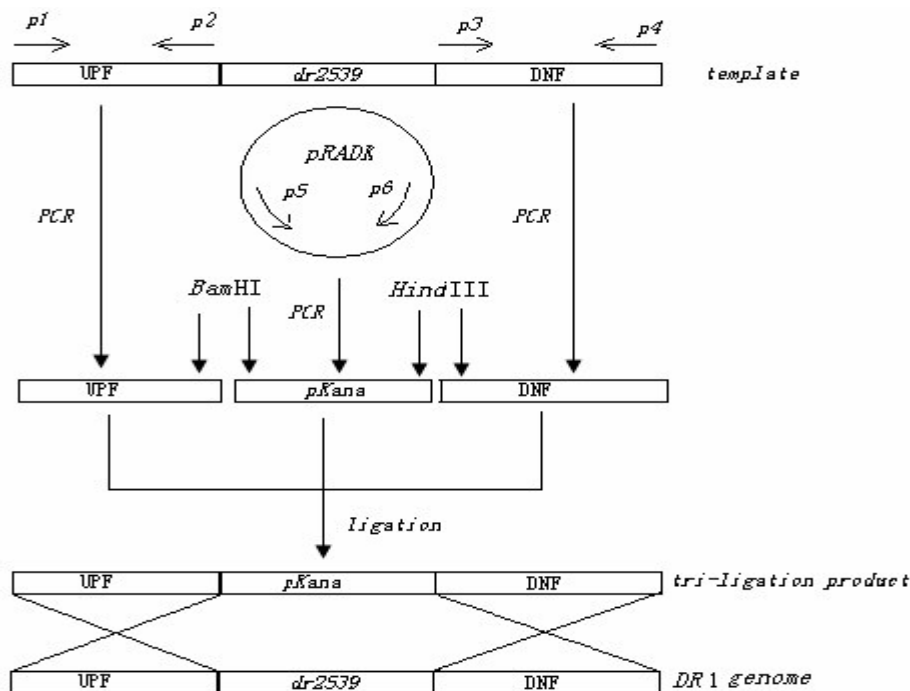 p1 p2 p3 p4
UPF dr2539 DNF template
pRADK
p5 p6
PCR PCR
BamHI HindIII
PCR
UPF pKana DNF
ligation
UPF pKana DNF tri-ligation product
UPF dr2539 DNF DR1 genome